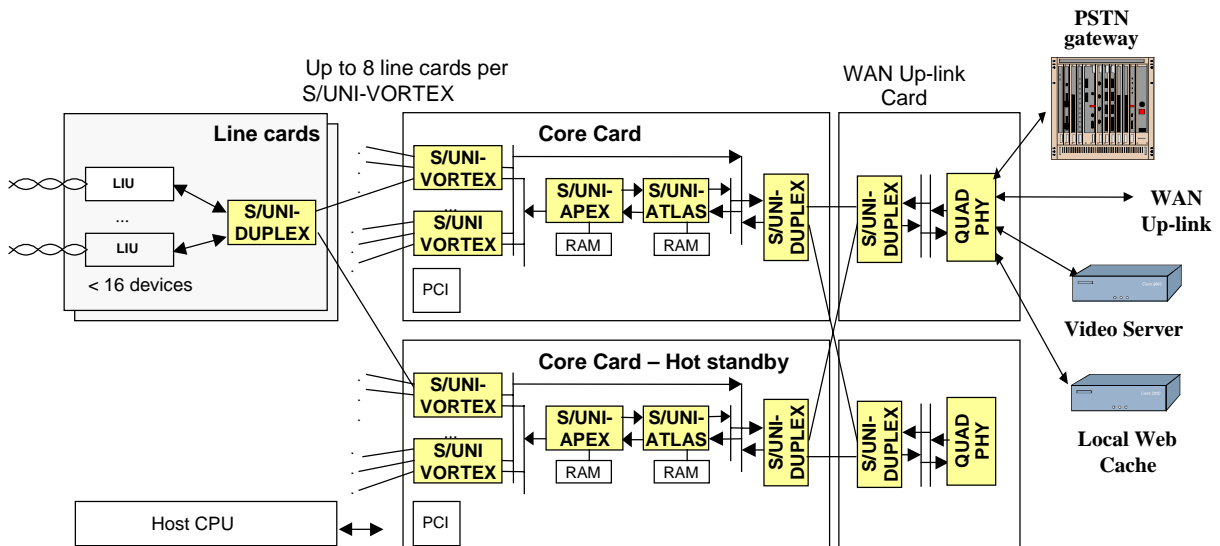 PSTN
gateway
Up to 8 line cards per
S/UNI-VORTEX
WAN Up-link
Card
Line cards
LIU
...
LIU
< 16 devices
S/UNI-
DUPLEX
Core Card
S/UNI-
VORTEX
...
S/UNI
VORTEX
S/UNI-
APEX
S/UNI-
ATLAS
RAM
RAM
PCI
S/UNI-
DUPLEX
S/UNI-
DUPLEX
QUAD
PHY
WAN
Up-link
Video Server
Core Card – Hot standby
S/UNI-
VORTEX
...
S/UNI
VORTEX
S/UNI-
APEX
S/UNI-
ATLAS
RAM
RAM
PCI
S/UNI-
DUPLEX
S/UNI-
DUPLEX
QUAD
PHY
Local Web
Cache
Host CPU